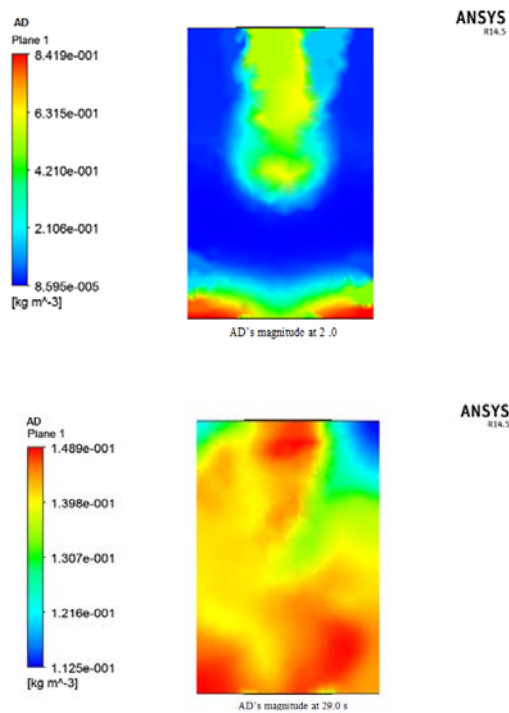 AD
Plane 1
8.419e-001
6.315e-001
4.210e-001
2.106e-001
8.595e-005
[kg m^-3]
ANSYS
R14.5
AD's magnitude at 2 .0
AD
Plane 1
1.489e-001
1.398e-001
1.307e-001
1.216e-001
1.125e-001
[kg m^-3]
ANSYS
R14.5
AD's magnitude at 29.0 s